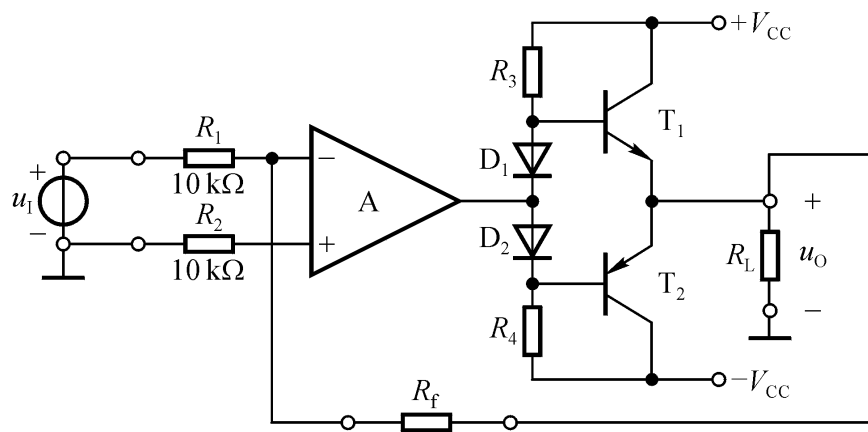 +V_CC
R_3
T_1
R_1
D_1
+
−
10 kΩ
A
u_I
+
R_2
−
+
D_2
R_L
u_O
10 kΩ
T_2
R_4
−
−V_CC
R_f